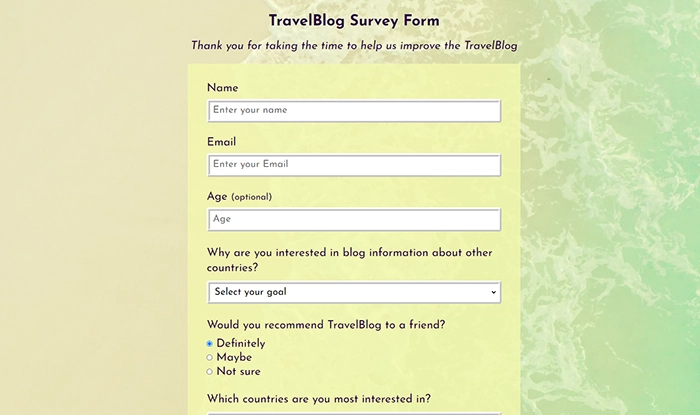 TravelBlog Survey Form
Thank you for taking the time to help us improve the TravelBlog
Name
Enter your name
Email
Enter your Email
Age (optional)
Age
Why are you interested in blog information about other
countries?
Select your goal
Would you recommend TravelBlog to a friend?
Definitely
Maybe
Not sure
Which countries are you most interested in?